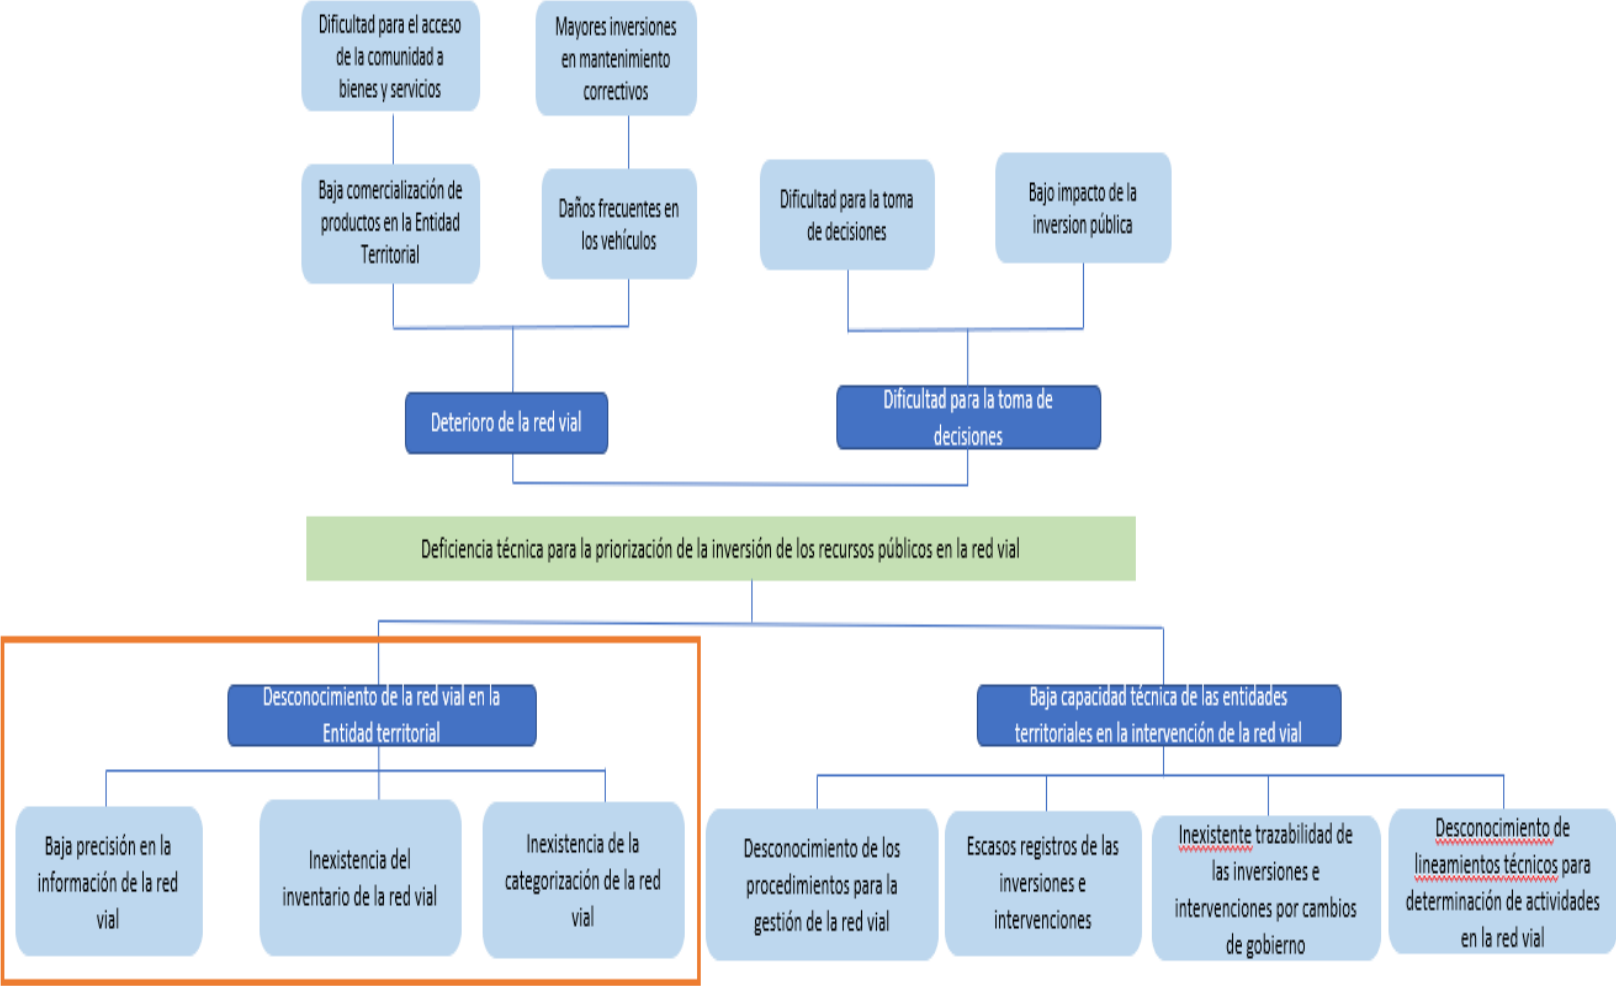 Dificultad para el acceso
de la comunidad a
bienes y servicios
Mayores inversiones
en mantenimiento
correctivos
Baja comercialización de
productos en la Entidad
Territorial
Daños frecuentes en
los vehículos
Dificultad para la toma
de decisiones
Bajo impacto de la
inversion pública
Deterioro de la red vial
Dificultad para la toma de
decisiones
Deficiencia técnica para la priorización de la inversión de los recursos públicos en la red vial
Desconocimiento de la red vial en la
Entidad territorial
Baja capacidad técnica de las entidades
territoriales en la intervención de la red vial
Baja precisión en la
información de la red
vial
Inexistencia del
inventario de la red vial
Inexistencia de la
categorización de la red
vial
Desconocimiento de los
procedimientos para la
gestión de la red vial
Escasos registros de las
inversiones e
intervenciones
Inexistente trazabilidad de
las inversiones e
intervenciones por cambios
de gobierno
Desconocimiento de
lineamientos técnicos para
determinación de actividades
en la red vial